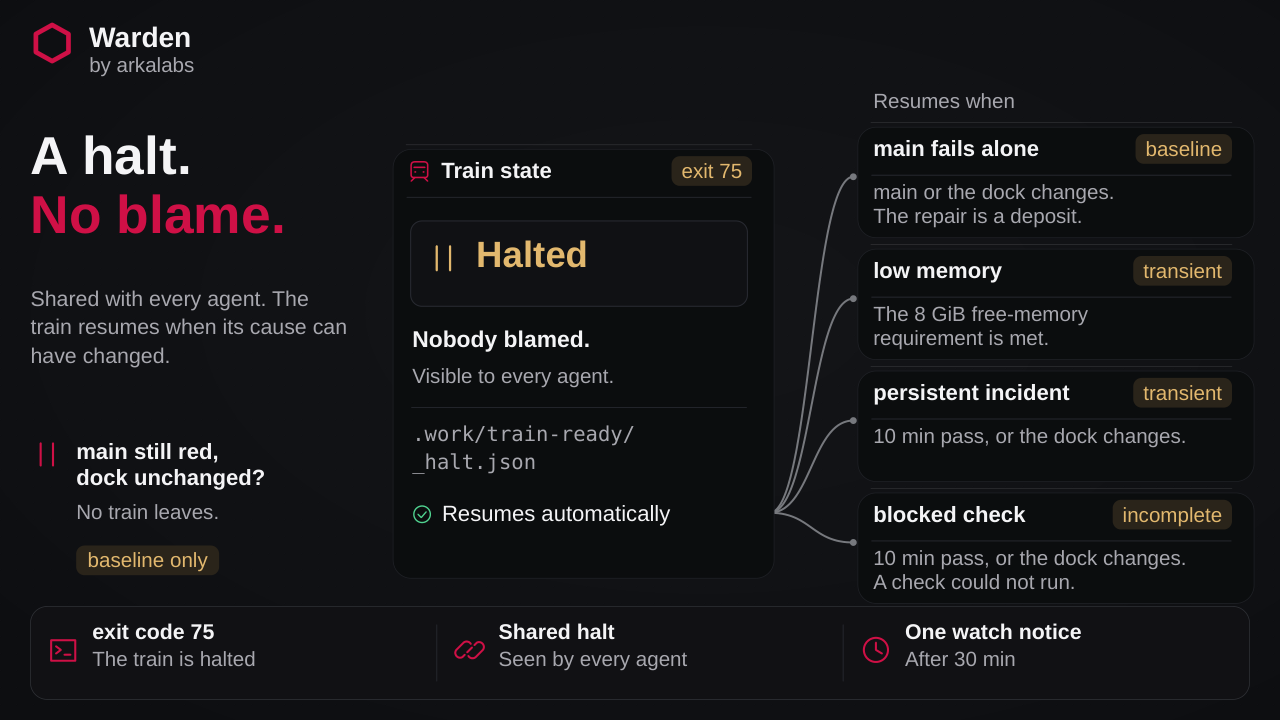 Warden
by arkalabs
A halt.
No blame.
Shared with every agent. The
train resumes when its cause can
have changed.
main still red,
dock unchanged?
No train leaves.
baseline only
Train state
exit 75
Halted
Nobody blamed.
Visible to every agent.
.work/train-ready/
_halt.json
Resumes automatically
Resumes when
main fails alone
baseline
main or the dock changes.
The repair is a deposit.
low memory
transient
The 8 GiB free-memory
requirement is met.
persistent incident
transient
10 min pass, or the dock changes.
blocked check
incomplete
10 min pass, or the dock changes.
A check could not run.
exit code 75
The train is halted
Shared halt
Seen by every agent
One watch notice
After 30 min